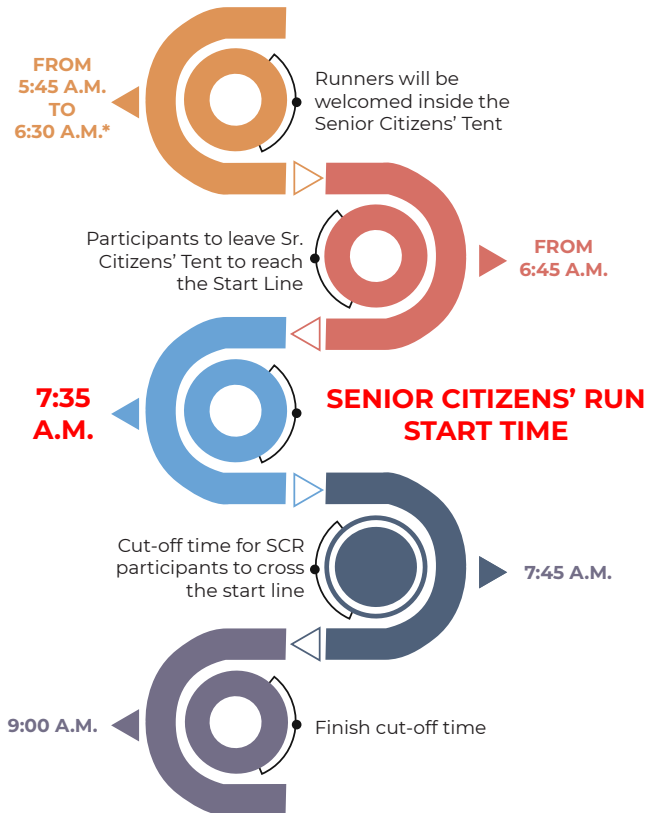 FROM
5:45 A.M.
TO
6:30 A.M.*
Runners will be
welcomed inside the
Senior Citizens’ Tent
Participants to leave Sr.
Citizens’ Tent to reach
the Start Line
FROM
6:45 A.M.
7:35
A.M.
SENIOR CITIZENS’ RUN
START TIME
Cut-off time for SCR
participants to cross
the start line
7:45 A.M.
9:00 A.M.
Finish cut-off time